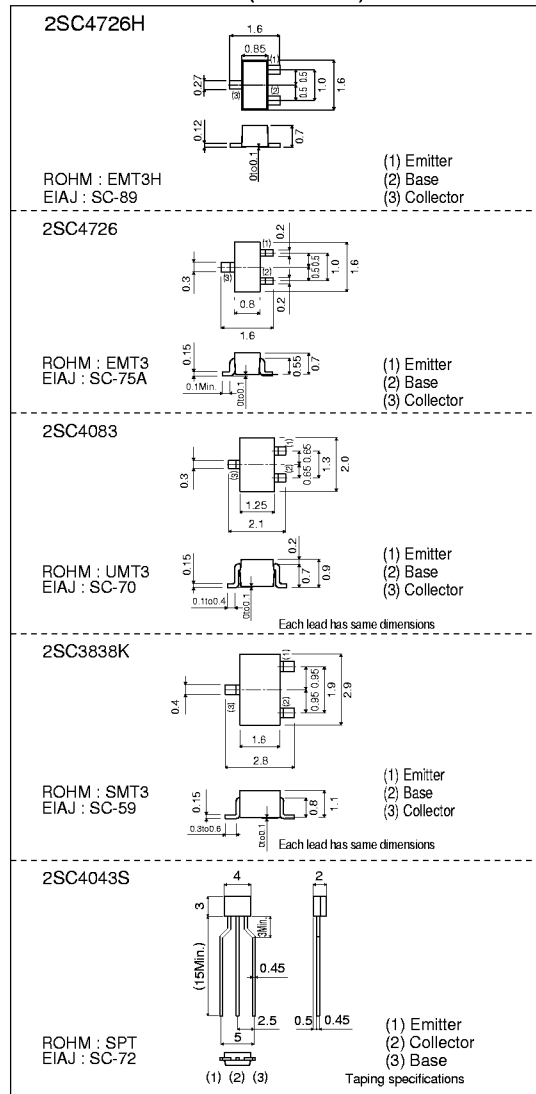 2SC4726H
1.6
0.85
(1)
0.27
(3)
0.5
0.5
(2)
1.0
1.6
0.12
0.7
0to0.1
ROHM : EMT3H
EIAJ : SC-89
(1) Emitter
(2) Base
(3) Collector
2SC4726
0.2
(1)
0.3
(3)
0.5
0.5
(2)
1.0
1.6
0.8
0.2
1.6
0.15
0.55
0.7
0.1Min.
0to0.1
ROHM : EMT3
EIAJ : SC-75A
(1) Emitter
(2) Base
(3) Collector
2SC4083
(1)
0.3
(3)
0.65
0.65
(2)
1.3
2.0
1.25
2.1
0.2
0.15
0.7
0.9
0.1to0.4
0to0.1
ROHM : UMT3
EIAJ : SC-70
(1) Emitter
(2) Base
(3) Collector
Each lead has same dimensions
2SC3838K
(1)
0.4
(3)
0.95
0.95
(2)
1.9
2.9
1.6
2.8
0.15
0.8
1.1
0.3to0.6
0to0.1
ROHM : SMT3
EIAJ : SC-59
(1) Emitter
(2) Base
(3) Collector
Each lead has same dimensions
2SC4043S
4
2
3
3Min.
(15Min.)
0.45
2.5
5
0.5
0.45
(1) (2) (3)
ROHM : SPT
EIAJ : SC-72
(1) Emitter
(2) Collector
(3) Base
Taping specifications